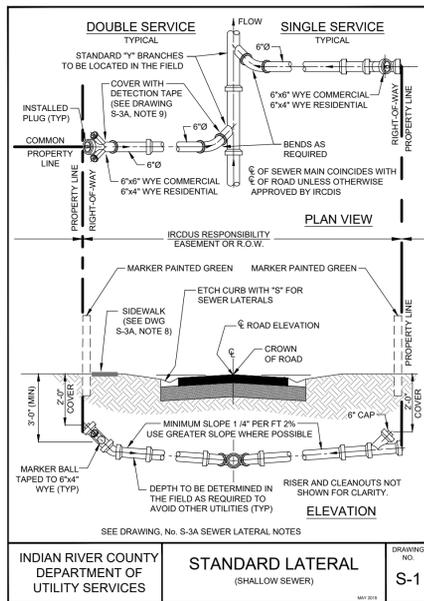 FLOW
DOUBLE SERVICE
TYPICAL
SINGLE SERVICE
TYPICAL
STANDARD "Y" BRANCHES
TO BE LOCATED IN THE FIELD
6"Ø
COVER WITH
DETECTION TAPE
(SEE DRAWING
S-3A, NOTE 9)
6"Ø
6"x6" WYE COMMERCIAL
6"x4" WYE RESIDENTIAL
INSTALLED
PLUG (TYP)
RIGHT-OF-WAY
PROPERTY LINE
COMMON
PROPERTY
LINE
6"Ø
BENDS AS
REQUIRED
6"x6" WYE COMMERCIAL
6"x4" WYE RESIDENTIAL
℄ OF SEWER MAIN COINCIDES WITH
℄ OF ROAD UNLESS OTHERWISE
APPROVED BY IRCDIS
PROPERTY LINE
RIGHT-OF-WAY
PLAN VIEW
IRCDUS RESPONSIBILITY
EASEMENT OR R.O.W.
MARKER PAINTED GREEN
MARKER PAINTED GREEN
ETCH CURB WITH "S" FOR
SEWER LATERALS
SIDEWALK
(SEE DWG
S-3A, NOTE 8)
℄ ROAD ELEVATION
℄
CROWN
OF ROAD
PROPERTY LINE
3'-0" (MIN)
2'-0"
COVER
2'-0"
COVER
MINIMUM SLOPE 1 /4" PER FT 2%
USE GREATER SLOPE WHERE POSSIBLE
6" CAP
MARKER BALL
TAPED TO 6"x4"
WYE (TYP)
DEPTH TO BE DETERMINED IN
THE FIELD AS REQUIRED TO
AVOID OTHER UTILITIES (TYP)
RISER AND CLEANOUTS NOT
SHOWN FOR CLARITY.
ELEVATION
SEE DRAWING, No. S-3A SEWER LATERAL NOTES
INDIAN RIVER COUNTY
DEPARTMENT OF
UTILITY SERVICES
STANDARD LATERAL
(SHALLOW SEWER)
MAY 2019
DRAWING
NO.
S-1